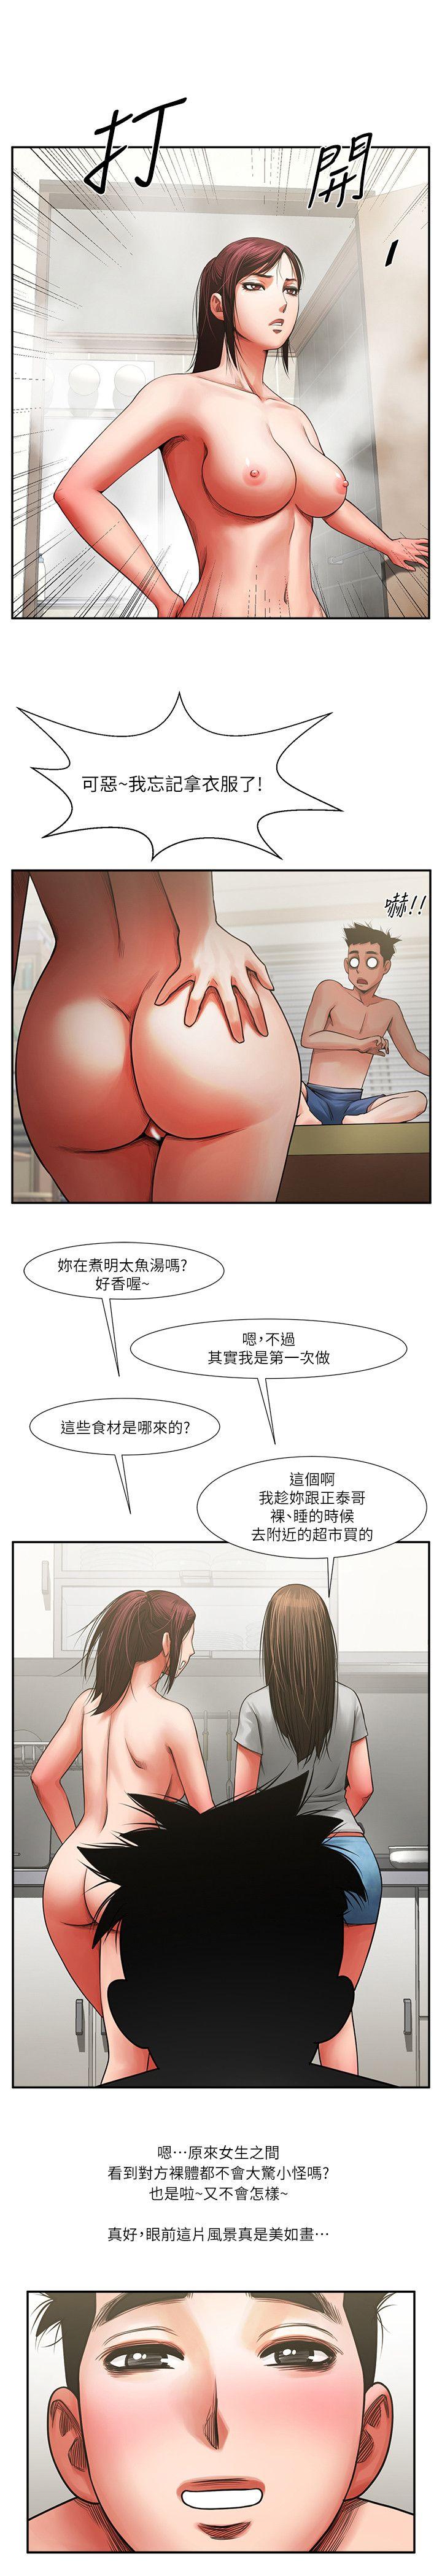 打開
可惡~我忘記拿衣服了!
嚇!!
妳在煮明太魚湯嗎?
好香喔~
嗯,不過
其實我是第一次做
這些食材是哪來的?
這個啊
我趁妳跟正泰哥
裸、睡的時候
去附近的超市買的
嗯…原來女生之間
看到對方裸體都不會大驚小怪嗎?
也是啦~又不會怎樣~
真好,眼前這片風景真是美如畫…